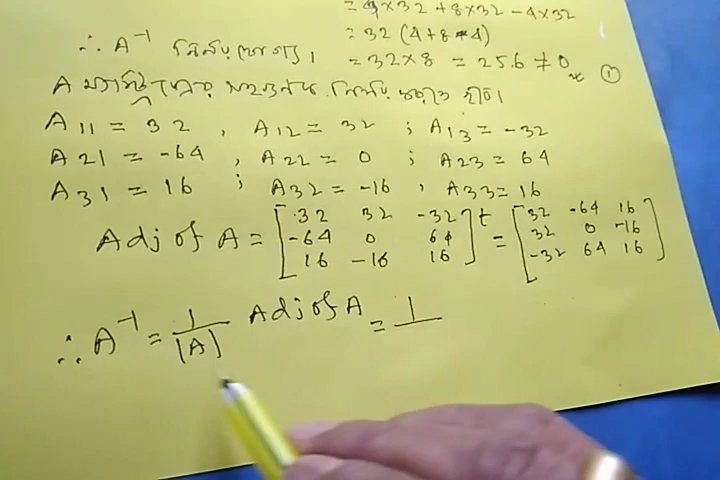 = 4×32 + 8×32 - 4×32
∴ A⁻¹ নির্ণয় যোগ্য। = 32 (4+8-4)
= 32×8 = 256 ≠ 0 ①
A ম্যাট্রিক্সের সহগুণক নির্ণয় করতে হবে।
A11 = 32 , A12 = 32 ; A13 = -32
A21 = -64 , A22 = 0 ; A23 = 64
A31 = 16 ; A32 = -16 , A33 = 16
Adj of A = [32 32 -32 -64 0 64 16 -16 16]ᵗ = [32 -64 16 32 0 -16 -32 64 16]
∴ A⁻¹ = 1/|A| Adj of A = 1/